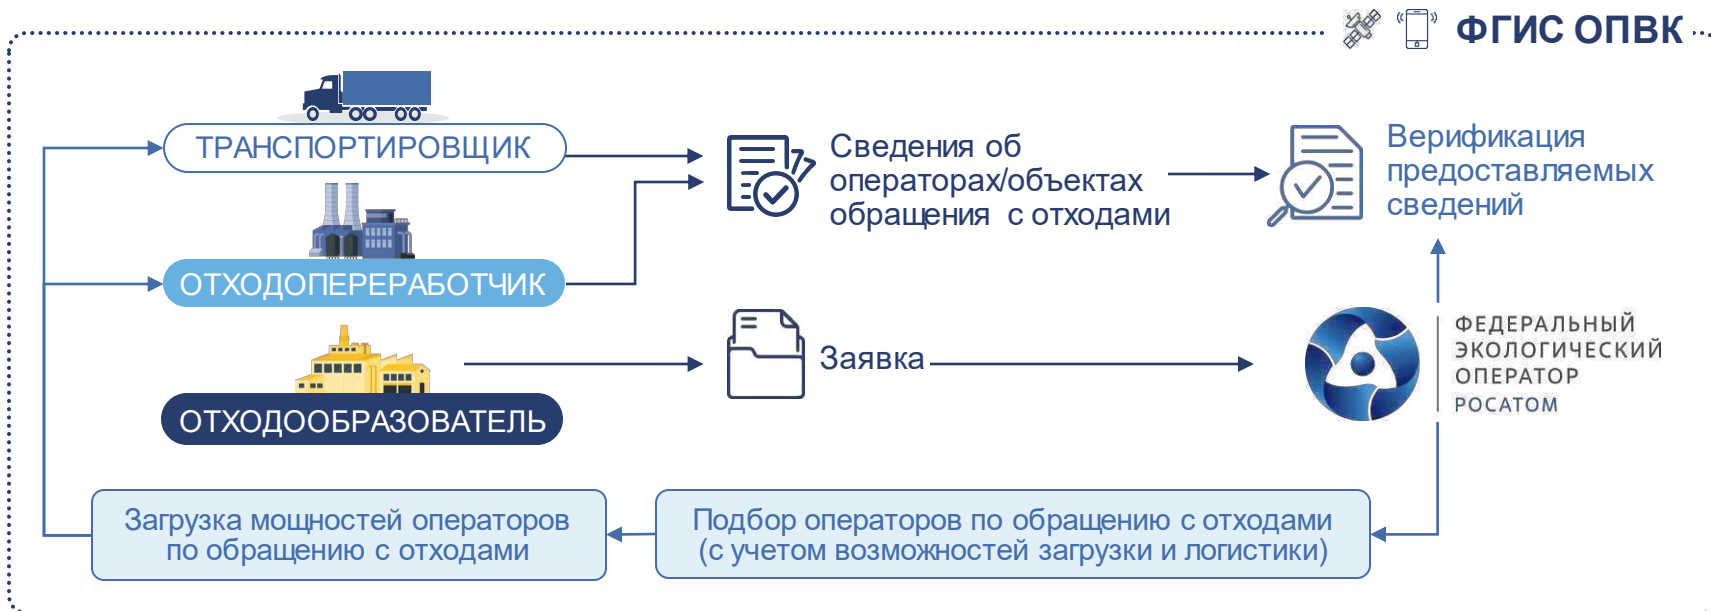 ФГИС ОПВК
ТРАНСПОРТИРОВЩИК
Сведения об
операторах/объектах
обращения с отходами
Верификация
предоставляемых
сведений
ОТХОДОПЕРЕРАБОТЧИК
ОТХОДООБРАЗОВАТЕЛЬ
Заявка
ФЕДЕРАЛЬНЫЙ
ЭКОЛОГИЧЕСКИЙ
ОПЕРАТОР
РОСАТОМ
Загрузка мощностей операторов
по обращению с отходами
Подбор операторов по обращению с отходами
(с учетом возможностей загрузки и логистики)